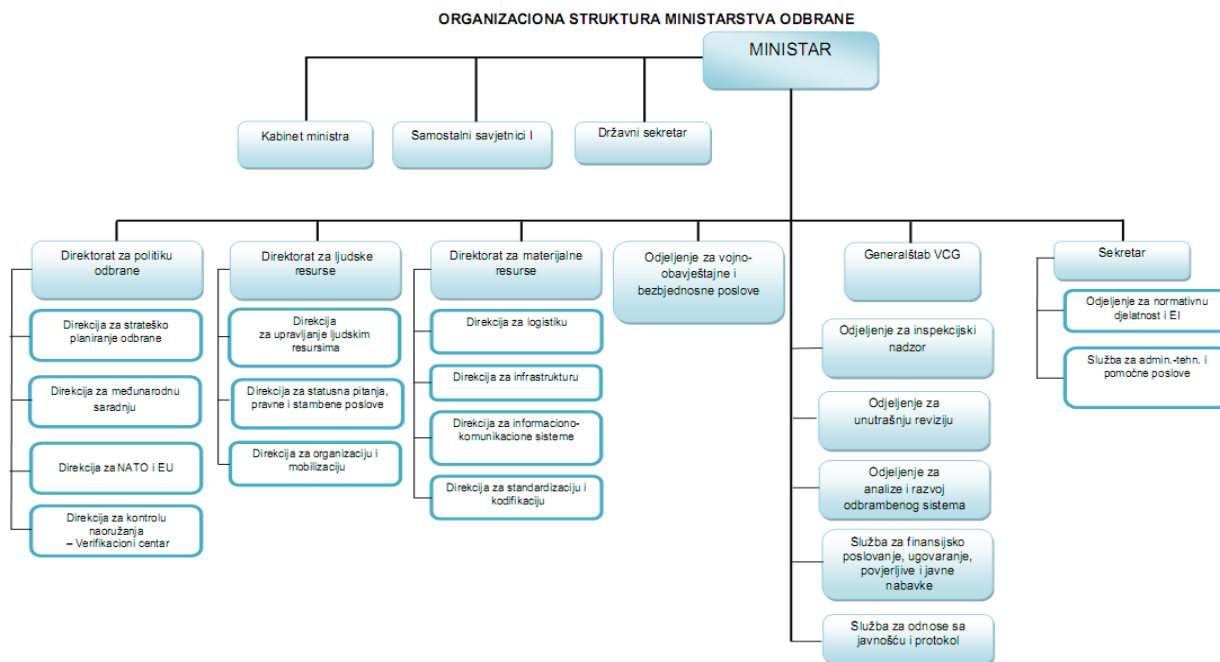 ORGANIZACIONA STRUKTURA MINISTARSTVA ODBRANE
MINISTAR
Kabinet ministra
Samostalni savjetnici I
Državni sekretar
Direktorat za politiku
odbrane
Direkcija za strateško
planiranje odbrane
Direkcija za međunarodnu
saradnju
Direkcija za NATO i EU
Direkcija za kontrolu
naoružanja
– Verifikacioni centar
Direktorat za ljudske
resurse
Direkcija
za upravljanje ljudskim
resursima
Direkcija za statusna pitanja,
pravne i stambene poslove
Direkcija za organizaciju i
mobilizaciju
Direktorat za materijalne
resurse
Direkcija za logistiku
Direkcija za infrastrukturu
Direkcija za informaciono-
komunikacione sisteme
Direkcija za standardizaciju i
kodifikaciju
Odjeljenje za vojno-
obavještajne i
bezbjednosne poslove
Generalštab VCG
Odjeljenje za inspekcijski
nadzor
Odjeljenje za
unutrašnju reviziju
Odjeljenje za
analize i razvoj
odbrambenog sistema
Služba za finansijsko
poslovanje, ugovaranje,
povjerljive i javne
nabavke
Služba za odnose sa
javnošću i protokol
Sekretar
Odjeljenje za normativnu
djelatnost i EI
Služba za admin.-tehn. i
pomoćne poslove